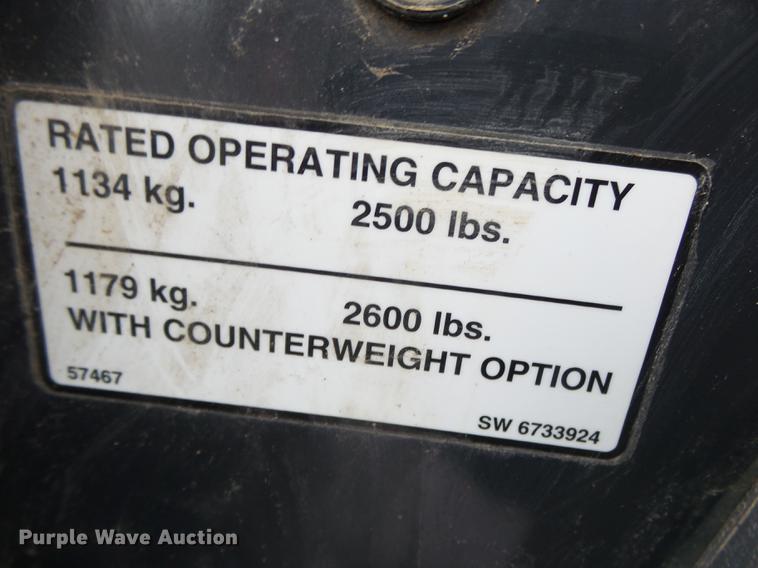 RATED OPERATING CAPACITY
1134 kg. 2500 lbs.
1179 kg. 2600 lbs.
WITH COUNTERWEIGHT OPTION
57467 SW 6733924
Purple Wave Auction®